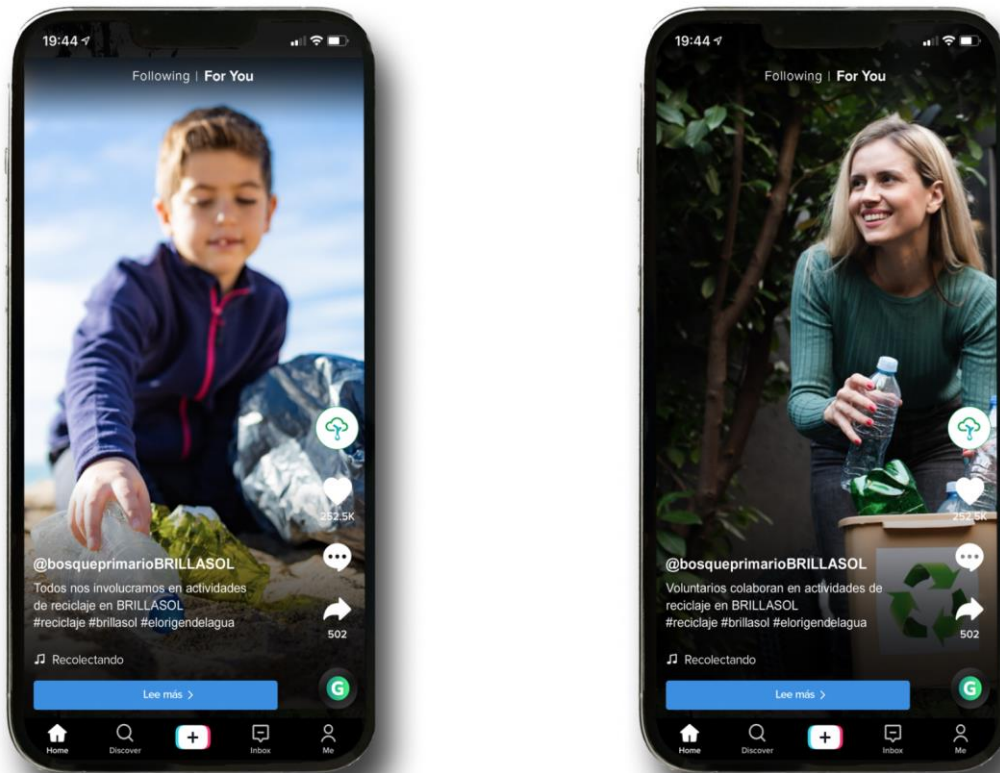 19:44
Following | For You
252.5K
@bosqueprimarioBRILLASOL
Todos nos involucramos en actividades
de reciclaje en BRILLASOL
#reciclaje #brillasol #elorigendelagua
502
Recolectando
Lee más >
G
Home
Discover
Inbox
Me
19:44
Following | For You
252.5K
@bosqueprimarioBRILLASOL
Voluntarios colaboran en actividades de
reciclaje en BRILLASOL
#reciclaje #brillasol #elorigendelagua
502
Recolectando
Lee más >
G
Home
Discover
Inbox
Me